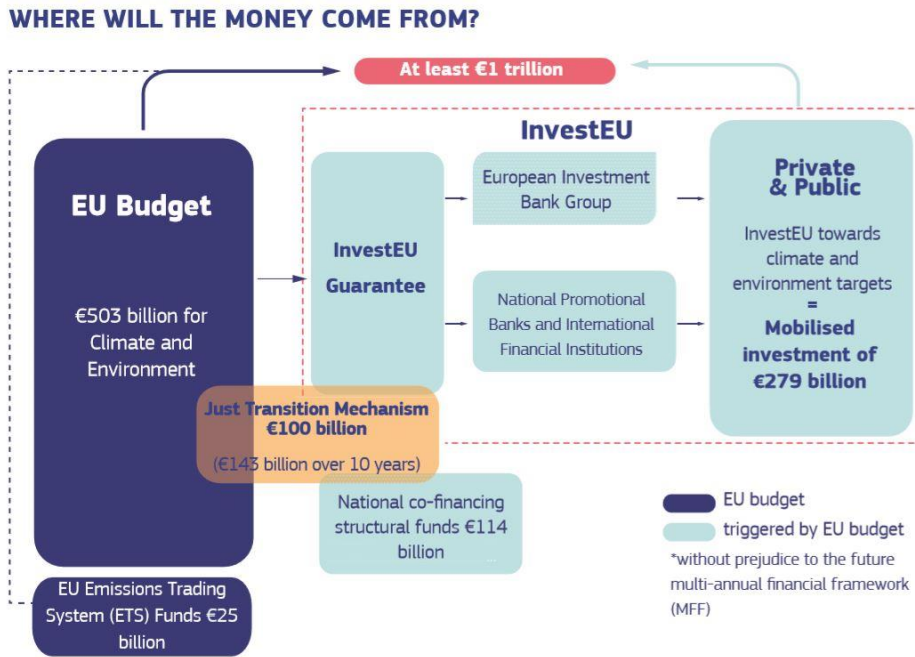 WHERE WILL THE MONEY COME FROM?
At least €1 trillion
EU Budget
€503 billion for
Climate and
Environment
InvestEU
InvestEU
Guarantee
European Investment
Bank Group
National Promotional
Banks and International
Financial Institutions
Private
& Public
InvestEU towards
climate and
environment targets
=
Mobilised
investment of
€279 billion
Just Transition Mechanism
€100 billion
(€143 billion over 10 years)
National co-financing
structural funds €114
billion
EU Emissions Trading
System (ETS) Funds €25
billion
EU budget
triggered by EU budget
*without prejudice to the future
multi-annual financial framework
(MFF)